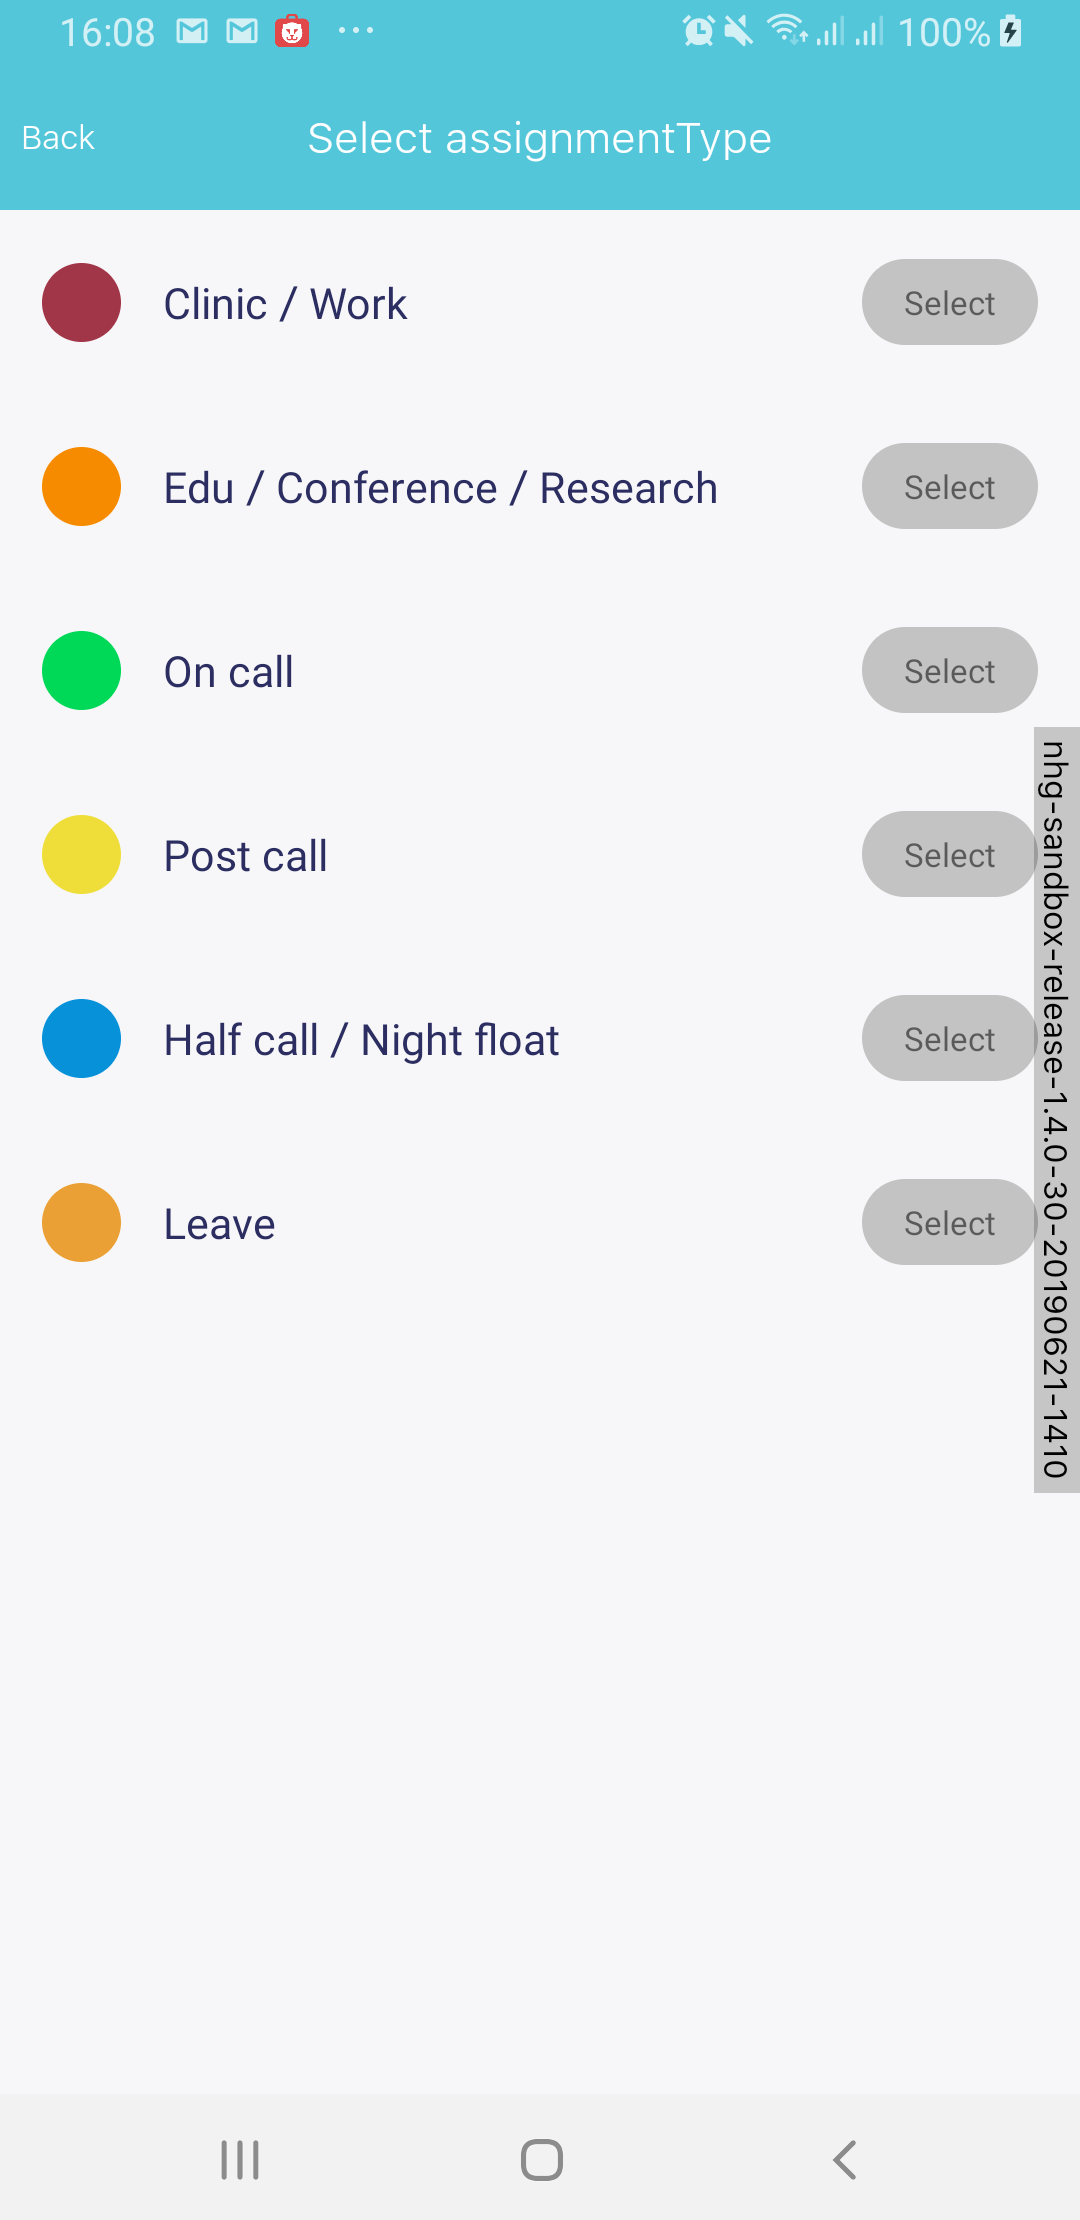 16:08
100%
Back
Select assignmentType
Clinic / Work
Select
Edu / Conference / Research
Select
On call
Select
Post call
Select
Half call / Night float
Select
Leave
Select
nhg-sandbox-release-1.4.0-30-20190621-1410